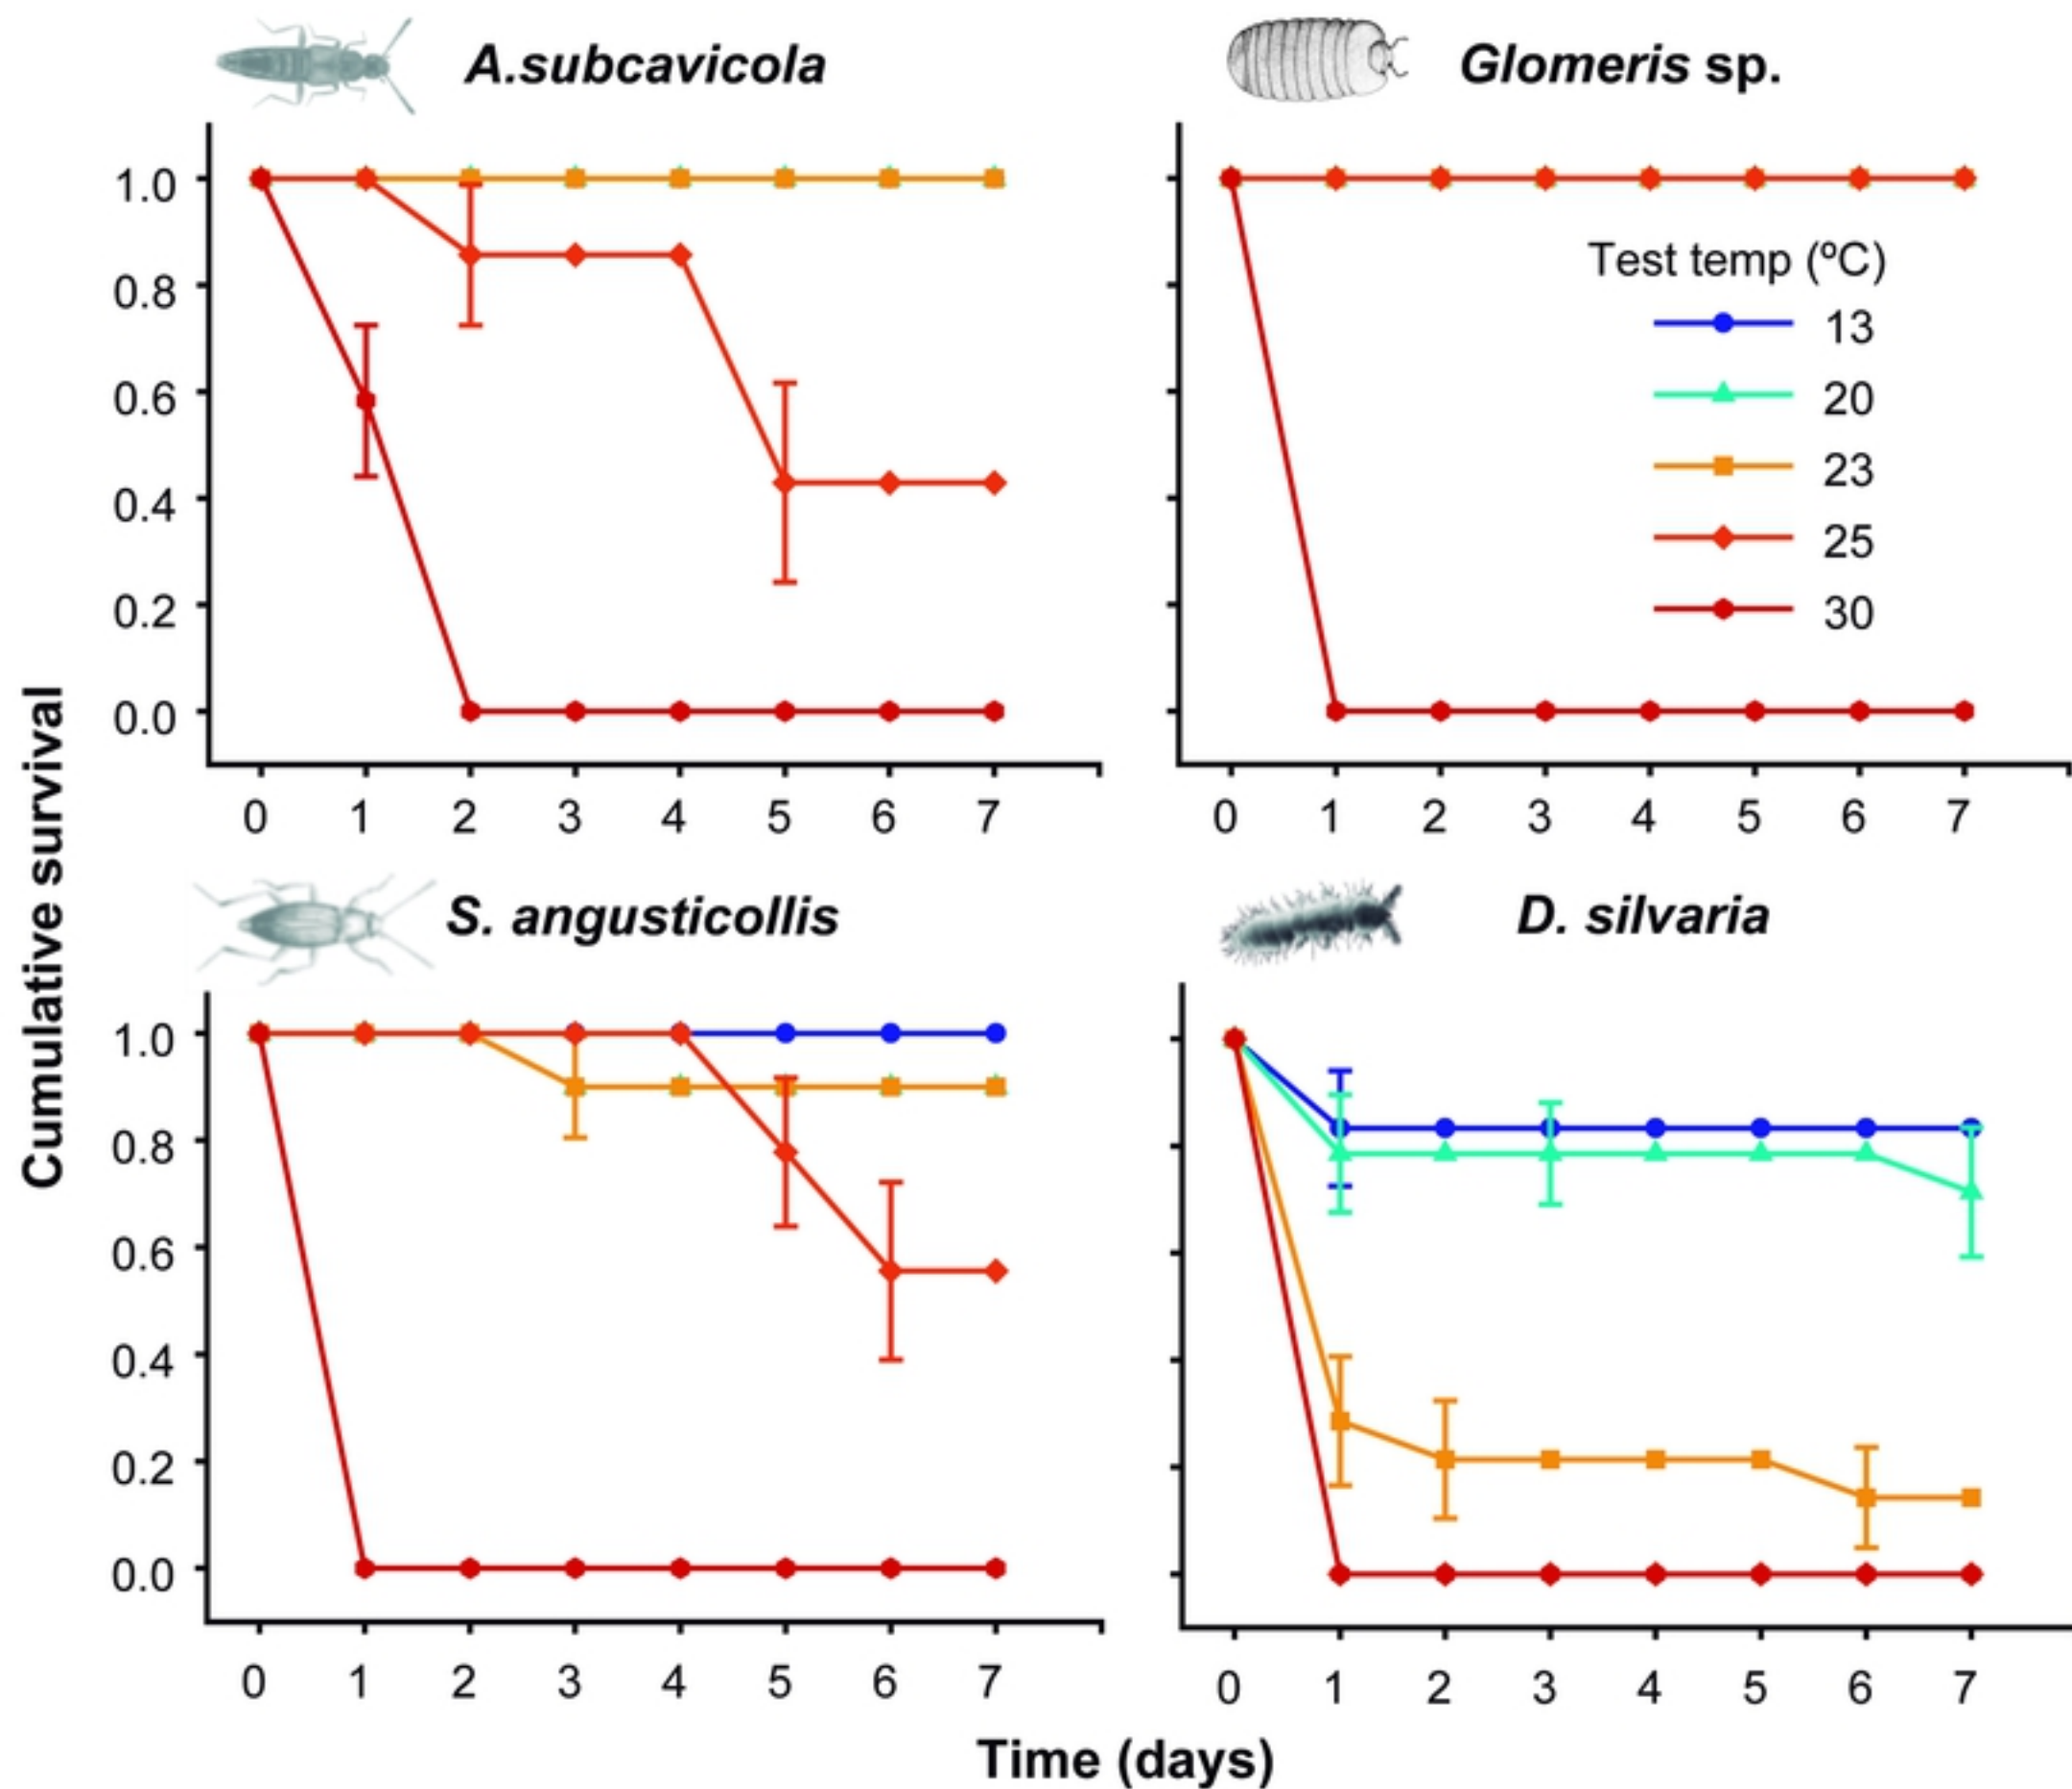 A.subcavicola
Glomeris sp.
1.0
0.8
0.6
0.4
0.2
0.0
0 1 2 3 4 5 6 7
Test temp (ºC)
13
20
23
25
30
0 1 2 3 4 5 6 7
Cumulative survival
S. angusticollis
D. silvaria
1.0
0.8
0.6
0.4
0.2
0.0
0 1 2 3 4 5 6 7
0 1 2 3 4 5 6 7
Time (days)